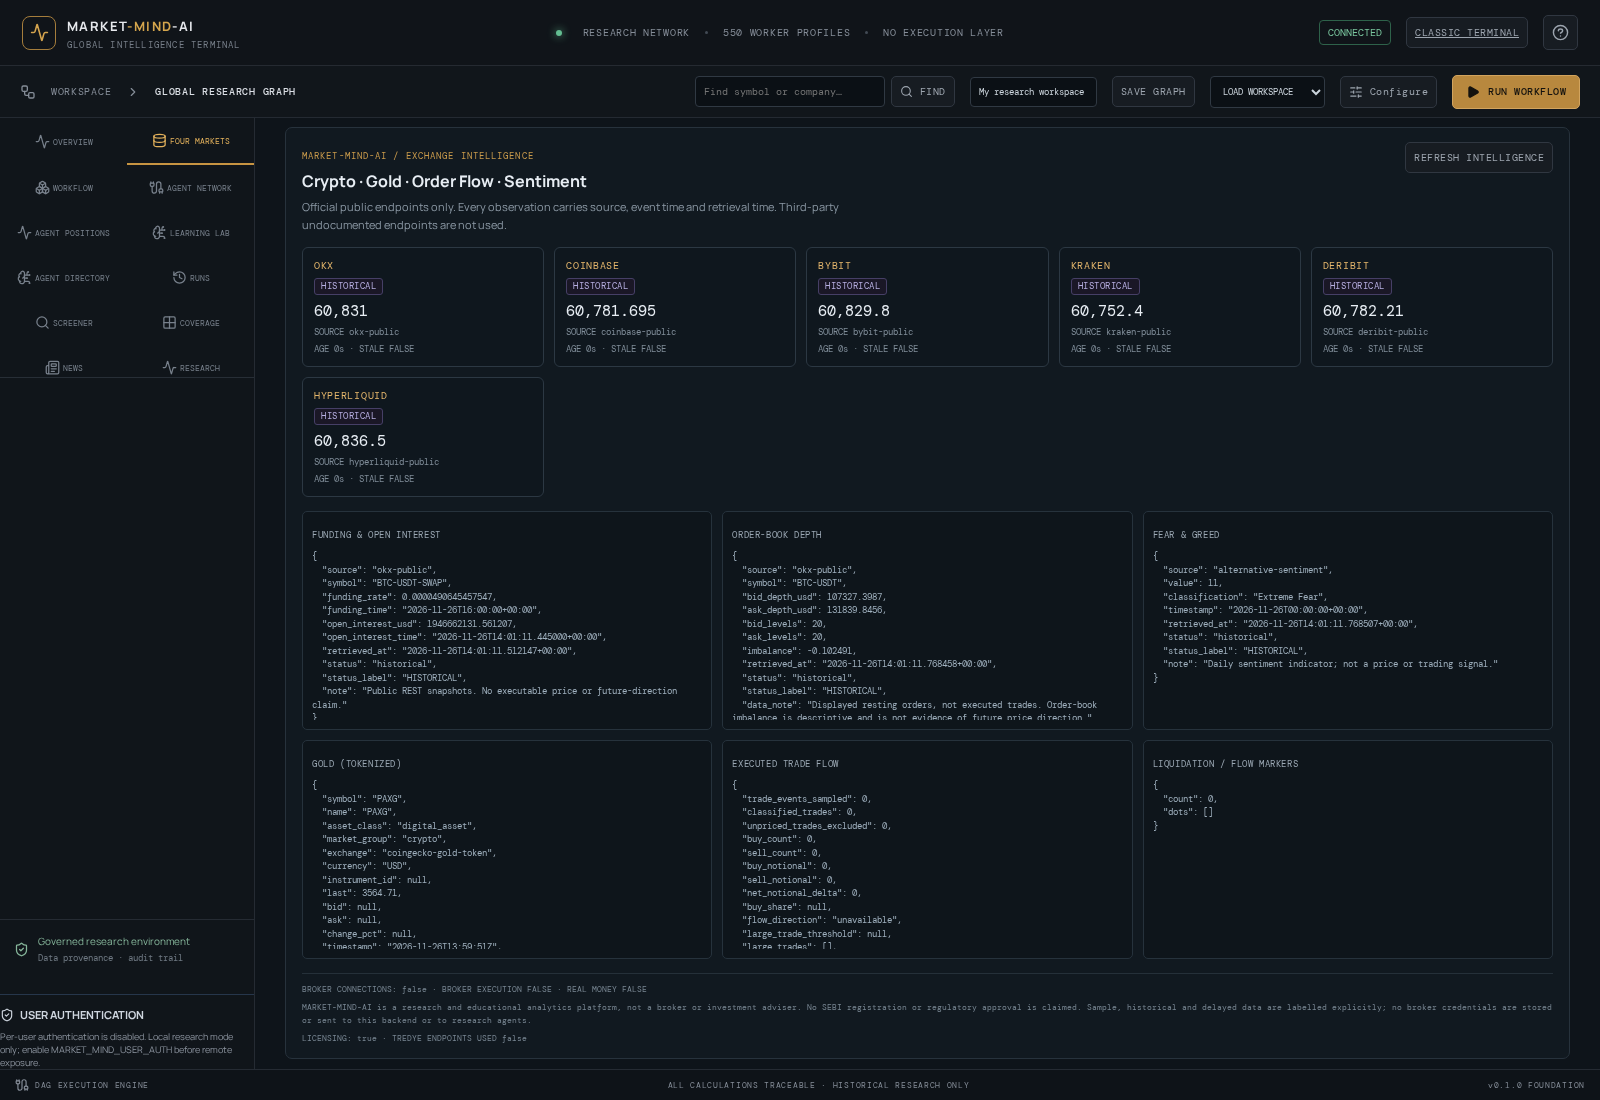 MARKET-MIND-AI
GLOBAL INTELLIGENCE TERMINAL
RESEARCH NETWORK • 550 WORKER PROFILES • NO EXECUTION LAYER
CONNECTED
CLASSIC TERMINAL
WORKSPACE
GLOBAL RESEARCH GRAPH
Find symbol or company…
FIND
My research workspace
SAVE GRAPH
LOAD WORKSPACE
Configure
RUN WORKFLOW
OVERVIEW
FOUR MARKETS
WORKFLOW
AGENT NETWORK
AGENT POSITIONS
LEARNING LAB
AGENT DIRECTORY
RUNS
SCREENER
COVERAGE
NEWS
RESEARCH
Governed research environment
Data provenance · audit trail
USER AUTHENTICATION
Per-user authentication is disabled. Local research mode
only; enable MARKET_MIND_USER_AUTH before remote
exposure.
MARKET-MIND-AI / EXCHANGE INTELLIGENCE
Crypto · Gold · Order Flow · Sentiment
Official public endpoints only. Every observation carries source, event time and retrieval time. Third-party
undocumented endpoints are not used.
REFRESH INTELLIGENCE
OKX
HISTORICAL
60,831
SOURCE okx-public
AGE 0s · STALE FALSE
COINBASE
HISTORICAL
60,781.695
SOURCE coinbase-public
AGE 0s · STALE FALSE
BYBIT
HISTORICAL
60,829.8
SOURCE bybit-public
AGE 0s · STALE FALSE
KRAKEN
HISTORICAL
60,752.4
SOURCE kraken-public
AGE 0s · STALE FALSE
DERIBIT
HISTORICAL
60,782.21
SOURCE deribit-public
AGE 0s · STALE FALSE
HYPERLIQUID
HISTORICAL
60,836.5
SOURCE hyperliquid-public
AGE 0s · STALE FALSE
FUNDING & OPEN INTEREST
{
"source": "okx-public",
"symbol": "BTC-USDT-SWAP",
"funding_rate": 0.0000490645457547,
"funding_time": "2026-11-26T16:00:00+00:00",
"open_interest_usd": 1946662131.561207,
"open_interest_time": "2026-11-26T14:01:11.445000+00:00",
"retrieved_at": "2026-11-26T14:01:11.512147+00:00",
"status": "historical",
"status_label": "HISTORICAL",
"note": "Public REST snapshots. No executable price or future-direction
claim."
}
ORDER-BOOK DEPTH
{
"source": "okx-public",
"symbol": "BTC-USDT",
"bid_depth_usd": 107327.3987,
"ask_depth_usd": 131839.8456,
"bid_levels": 20,
"ask_levels": 20,
"imbalance": -0.102491,
"retrieved_at": "2026-11-26T14:01:11.768458+00:00",
"status": "historical",
"status_label": "HISTORICAL",
"data_note": "Displayed resting orders, not executed trades. Order-book
imbalance is descriptive and is not evidence of future price direction."
FEAR & GREED
{
"source": "alternative-sentiment",
"value": 11,
"classification": "Extreme Fear",
"timestamp": "2026-11-26T00:00:00+00:00",
"retrieved_at": "2026-11-26T14:01:11.768507+00:00",
"status": "historical",
"status_label": "HISTORICAL",
"note": "Daily sentiment indicator; not a price or trading signal."
}
GOLD (TOKENIZED)
{
"symbol": "PAXG",
"name": "PAXG",
"asset_class": "digital_asset",
"market_group": "crypto",
"exchange": "coingecko-gold-token",
"currency": "USD",
"instrument_id": null,
"last": 3564.71,
"bid": null,
"ask": null,
"change_pct": null,
"timestamp": "2026-11-26T13:59:51Z",
EXECUTED TRADE FLOW
{
"trade_events_sampled": 0,
"classified_trades": 0,
"unpriced_trades_excluded": 0,
"buy_count": 0,
"sell_count": 0,
"buy_notional": 0,
"sell_notional": 0,
"net_notional_delta": 0,
"buy_share": null,
"flow_direction": "unavailable",
"large_trade_threshold": null,
"large_trades": [],
LIQUIDATION / FLOW MARKERS
{
"count": 0,
"dots": []
}
BROKER CONNECTIONS: false · BROKER EXECUTION FALSE · REAL MONEY FALSE
MARKET-MIND-AI is a research and educational analytics platform, not a broker or investment adviser. No SEBI registration or regulatory approval is claimed. Sample, historical and delayed data are labelled explicitly; no broker credentials are stored
or sent to this backend or to research agents.
LICENSING: true · TREDYE ENDPOINTS USED false
DAG EXECUTION ENGINE
ALL CALCULATIONS TRACEABLE · HISTORICAL RESEARCH ONLY
v0.1.0 FOUNDATION